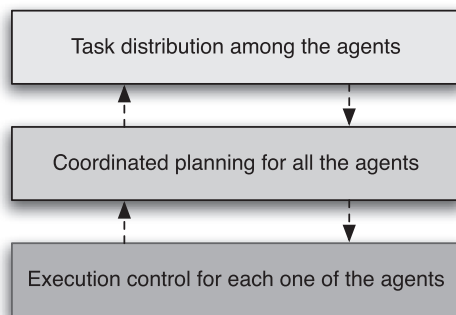 Task distribution among the agents
Coordinated planning for all the agents
Execution control for each one of the agents